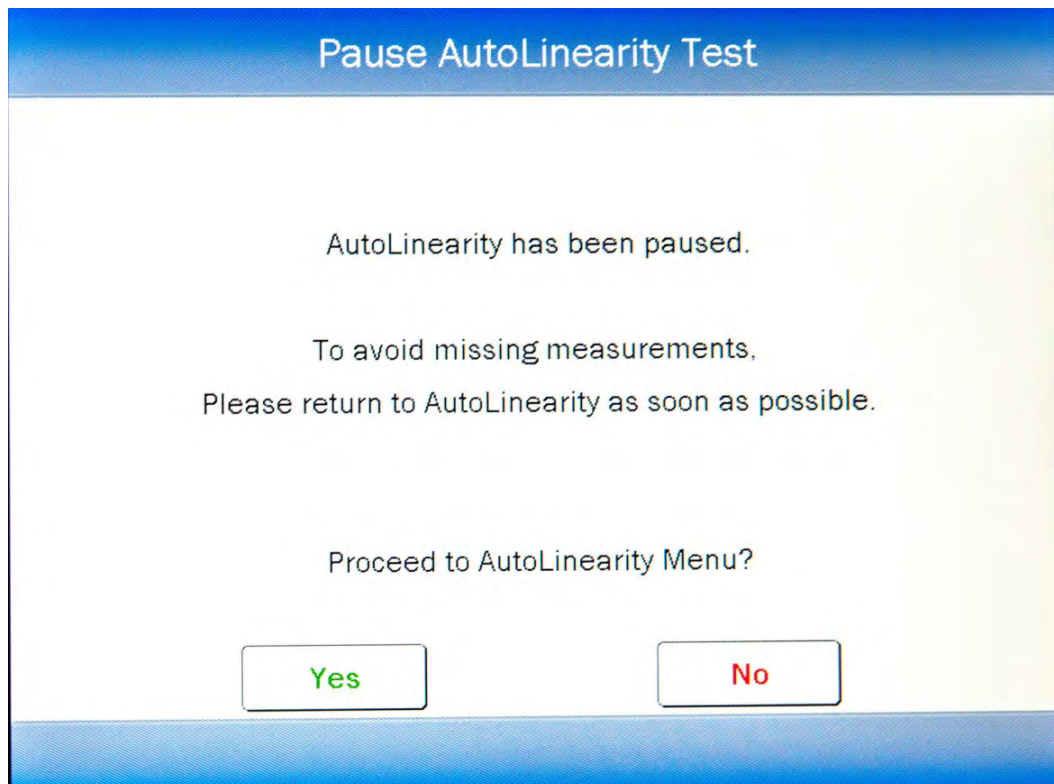 Pause AutoLinearity Test
AutoLinearity has been paused.
To avoid missing measurements,
Please return to AutoLinearity as soon as possible.
Proceed to AutoLinearity Menu?
Yes
No